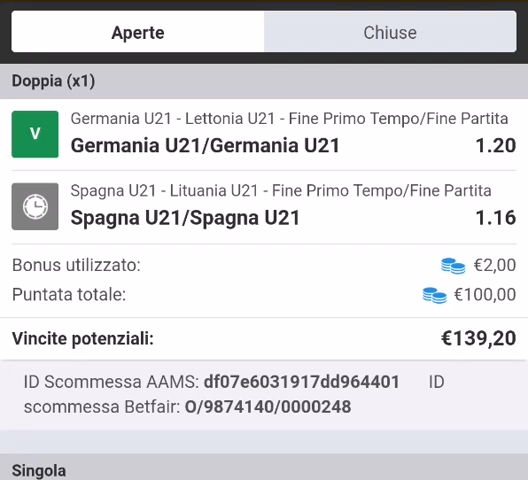 Aperte Chiuse
Doppia (x1)
Germania U21 - Lettonia U21 - Fine Primo Tempo/Fine Partita
V Germania U21/Germania U21 1.20
Spagna U21 - Lituania U21 - Fine Primo Tempo/Fine Partita
Spagna U21/Spagna U21 1.16
Bonus utilizzato: €2,00
Puntata totale: €100,00
Vincite potenziali: €139,20
ID Scommessa AAMS: df07e6031917dd964401 ID
scommessa Betfair: O/9874140/0000248
Singola